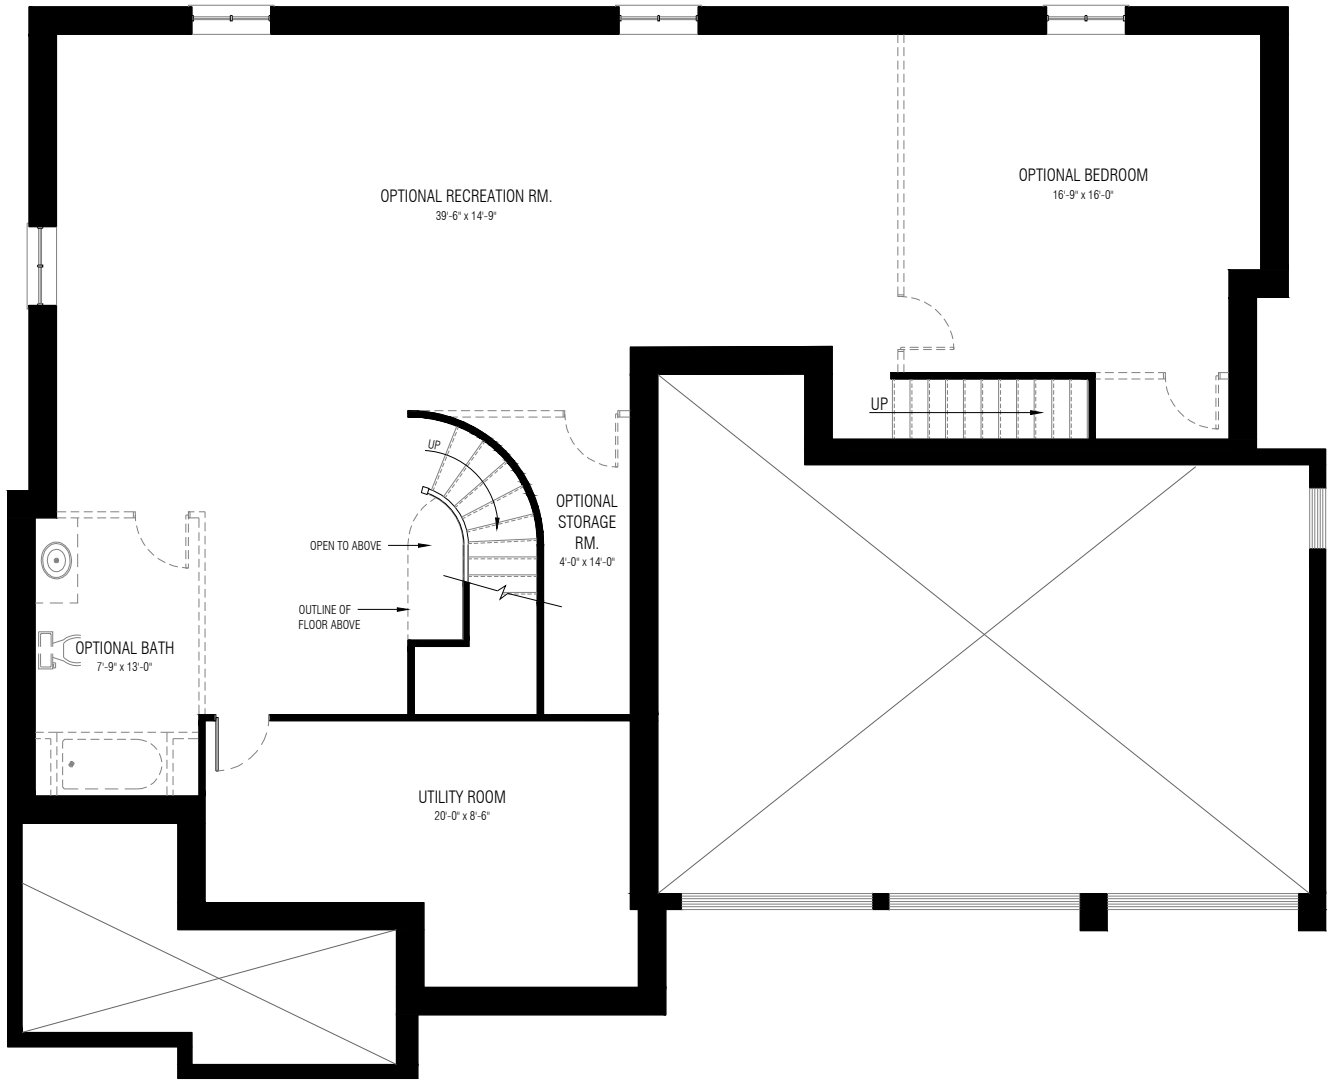 OPTIONAL RECREATION RM.
39'-6" x 14'-9"
OPTIONAL BEDROOM
16'-9" x 16'-0"
UP
UP
OPTIONAL
STORAGE
RM.
4'-0" x 14'-0"
OPEN TO ABOVE
OUTLINE OF
FLOOR ABOVE
OPTIONAL BATH
7'-9" x 13'-0"
UTILITY ROOM
20'-0" x 8'-6"